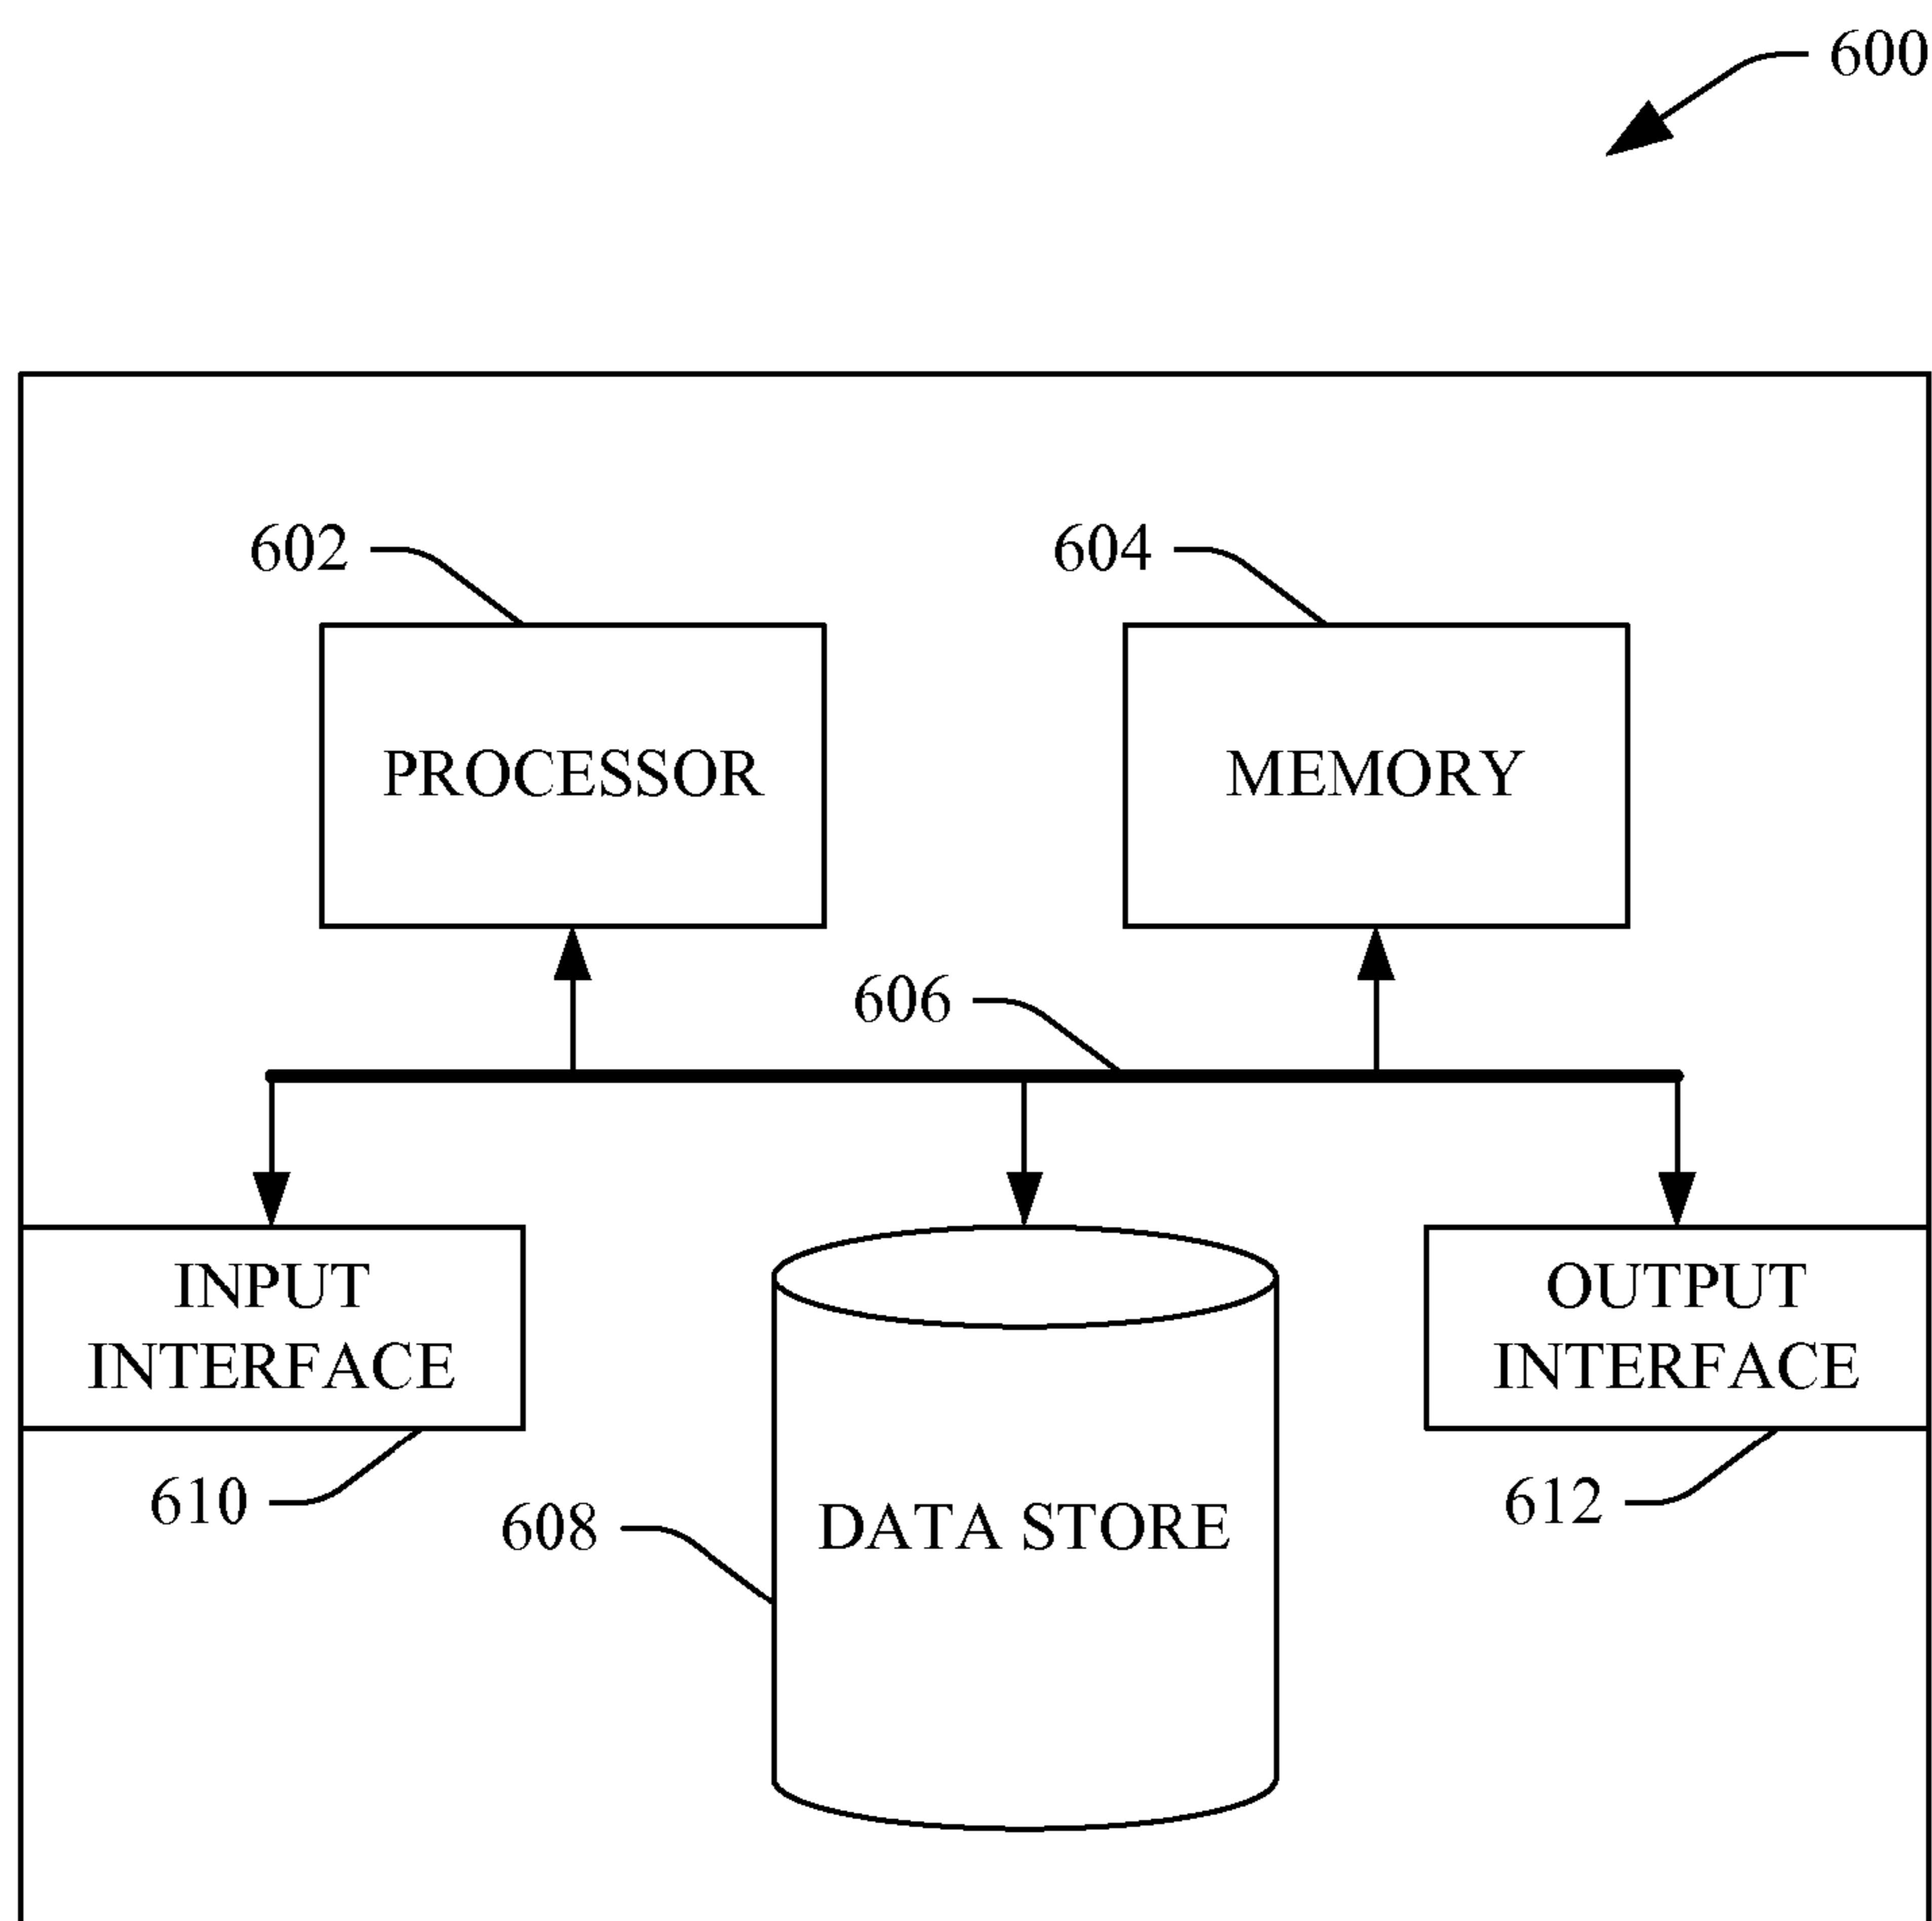 600
602
604
PROCESSOR
MEMORY
606
INPUT
INTERFACE
OUTPUT
INTERFACE
610
608
DATA STORE
612